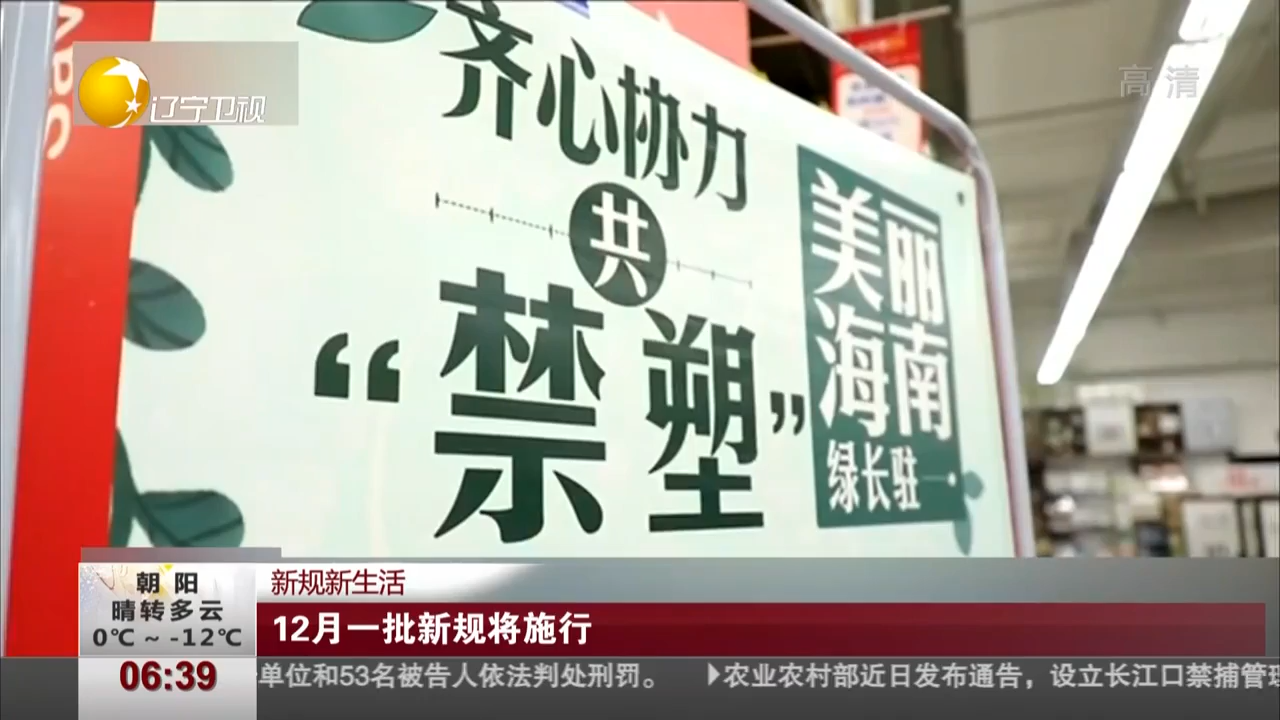 辽宁卫视
高清
齐心协力
共
“禁塑”
美丽
海南
绿长驻
朝阳
晴转多云
0℃ ~ -12℃
06:39
新规新生活
12月一批新规将施行
单位和53名被告人依法判处刑罚。 ▶农业农村部近日发布通告，设立长江口禁捕管